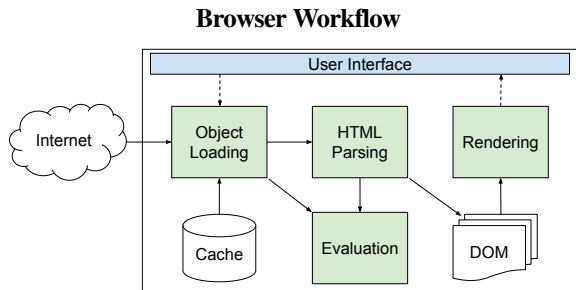 Browser Workflow
User Interface
Internet
Object
Loading
HTML
Parsing
Rendering
Cache
Evaluation
DOM